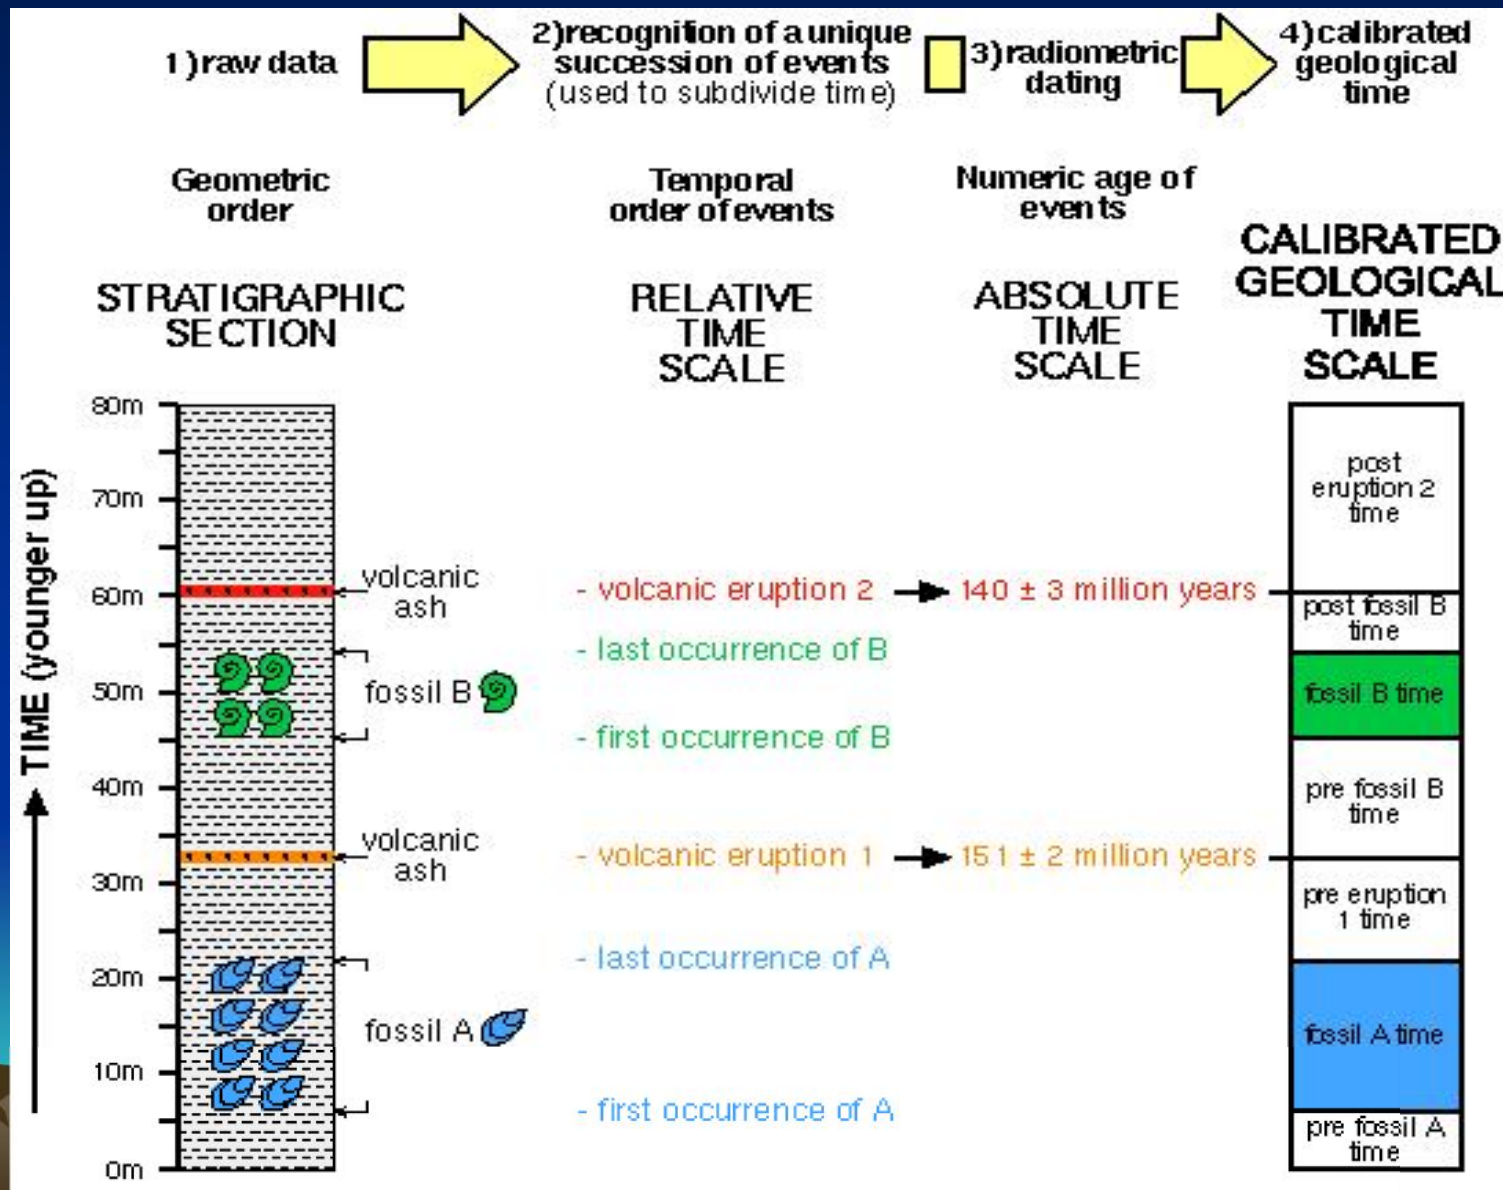 1)raw data
2)recognition of a unique
succession of events
(used to subdivide time)
3)radiometric
dating
4)calibrated
geological
time
Geometric
order
Temporal
order of events
Numeric age of
events
STRATIGRAPHIC
SECTION
RELATIVE
TIME
SCALE
ABSOLUTE
TIME
SCALE
CALIBRATED
GEOLOGICAL
TIME
SCALE
TIME (younger up)
80m
70m
60m
50m
40m
30m
20m
10m
0m
volcanic
ash
fossil B
volcanic
ash
fossil A
- volcanic eruption 2
- last occurrence of B
- first occurrence of B
- volcanic eruption 1
- last occurrence of A
- first occurrence of A
140 ± 3 million years
151 ± 2 million years
post
eruption 2
time
post fossil B
time
fossil B time
pre fossil B
time
pre eruption
1 time
fossil A time
pre fossil A
time